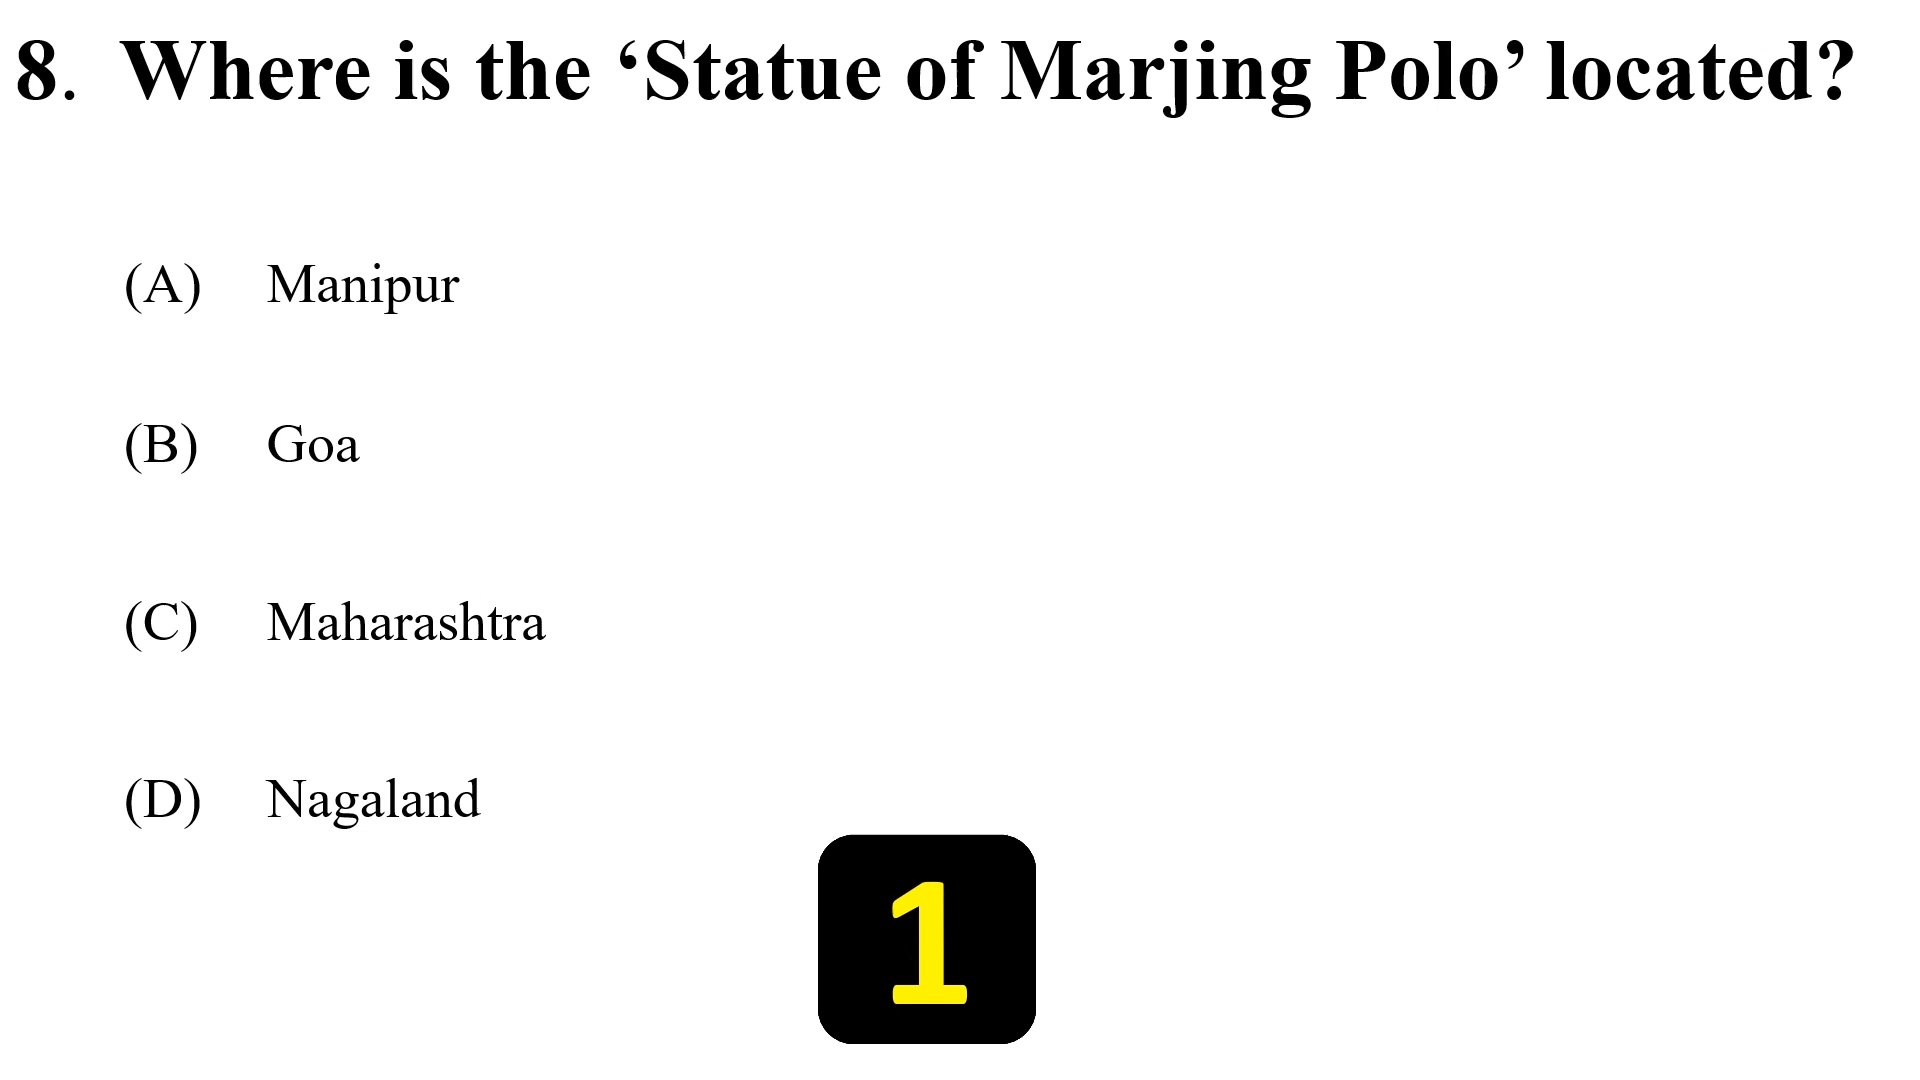 8. Where is the ‘Statue of Marjing Polo’ located?
(A) Manipur
(B) Goa
(C) Maharashtra
(D) Nagaland
1